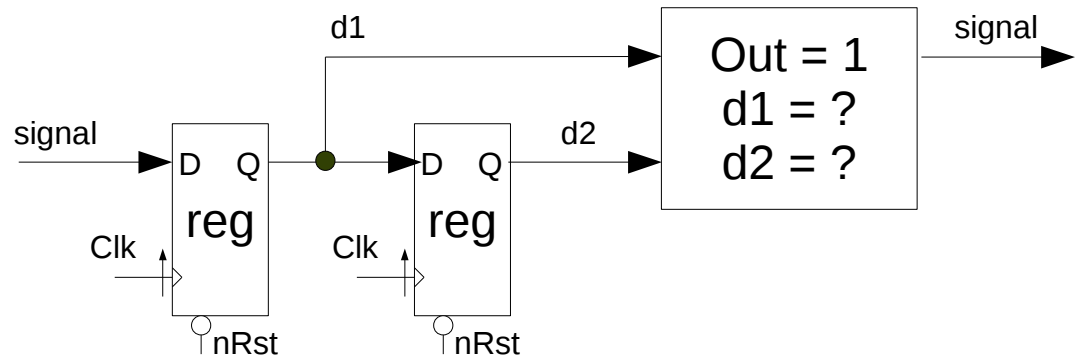 d1
signal
Out = 1
d1 = ?
d2 = ?
signal
d2
D Q
reg
Clk
nRst
D Q
reg
Clk
nRst